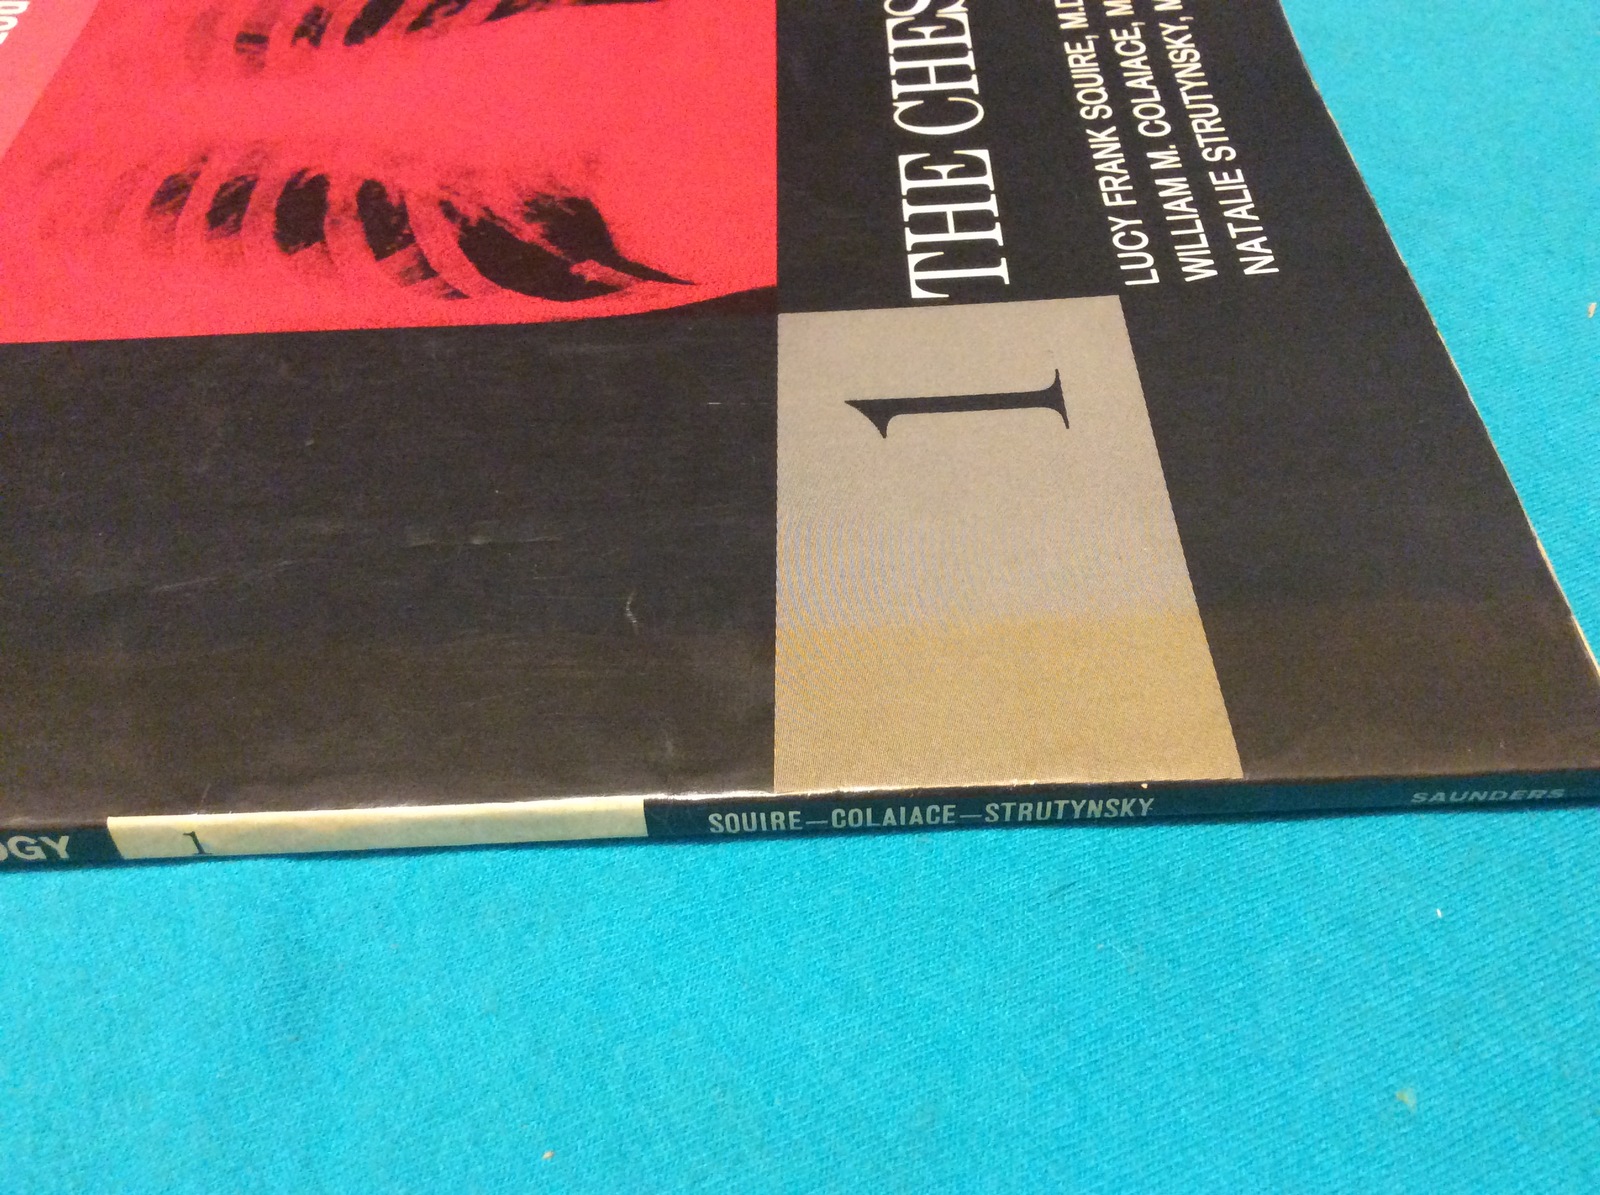 THE CHES
1
LUCY FRANK SQUIRE, M.D
WILLIAM M. COLAIACE, M
NATALIE STRUTYNSKY, M
OGY
1
SQUIRE—COLAIACE—STRUTYNSKY
SAUNDERS